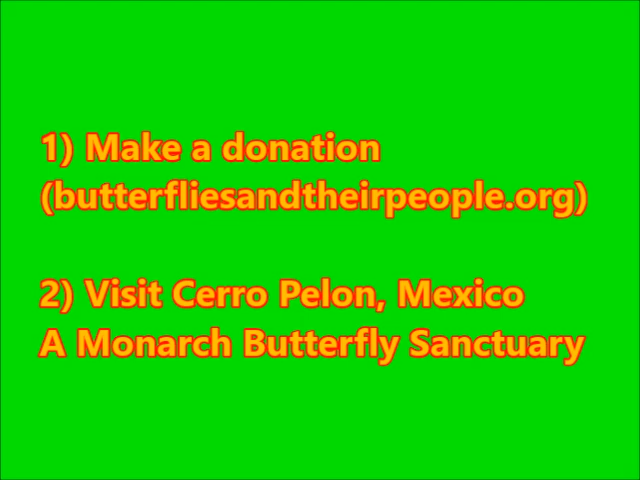 1) Make a donation
(butterfliesandtheirpeople.org)
2) Visit Cerro Pelon, Mexico
A Monarch Butterfly Sanctuary